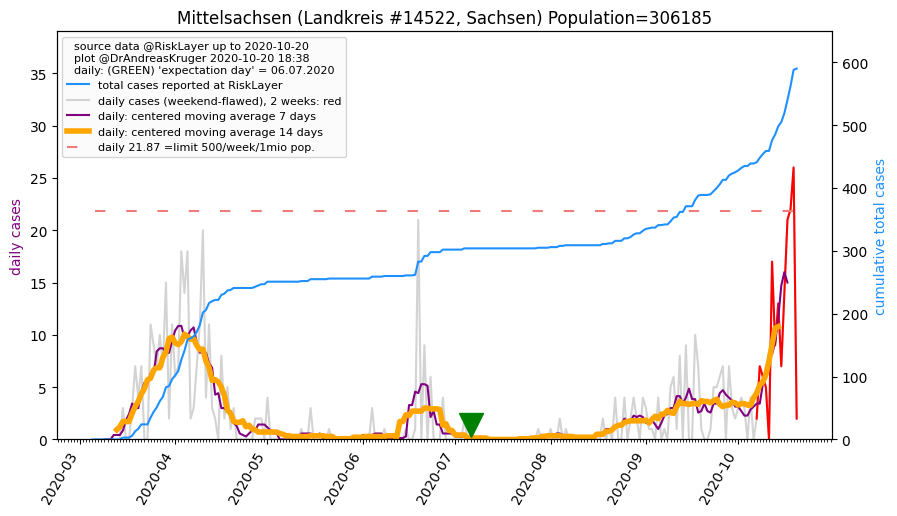 Mittelsachsen (Landkreis #14522, Sachsen) Population=306185
source data @RiskLayer up to 2020-10-20
plot @DrAndreasKruger 2020-10-20 18:38
daily: (GREEN) 'expectation day' = 06.07.2020
total cases reported at RiskLayer
daily cases (weekend-flawed), 2 weeks: red
daily: centered moving average 7 days
daily: centered moving average 14 days
daily 21.87 =limit 500/week/1mio pop.
daily cases
35
30
25
20
15
10
5
0
cumulative total cases
600
500
400
300
200
100
0
2020-03
2020-04
2020-05
2020-06
2020-07
2020-08
2020-09
2020-10